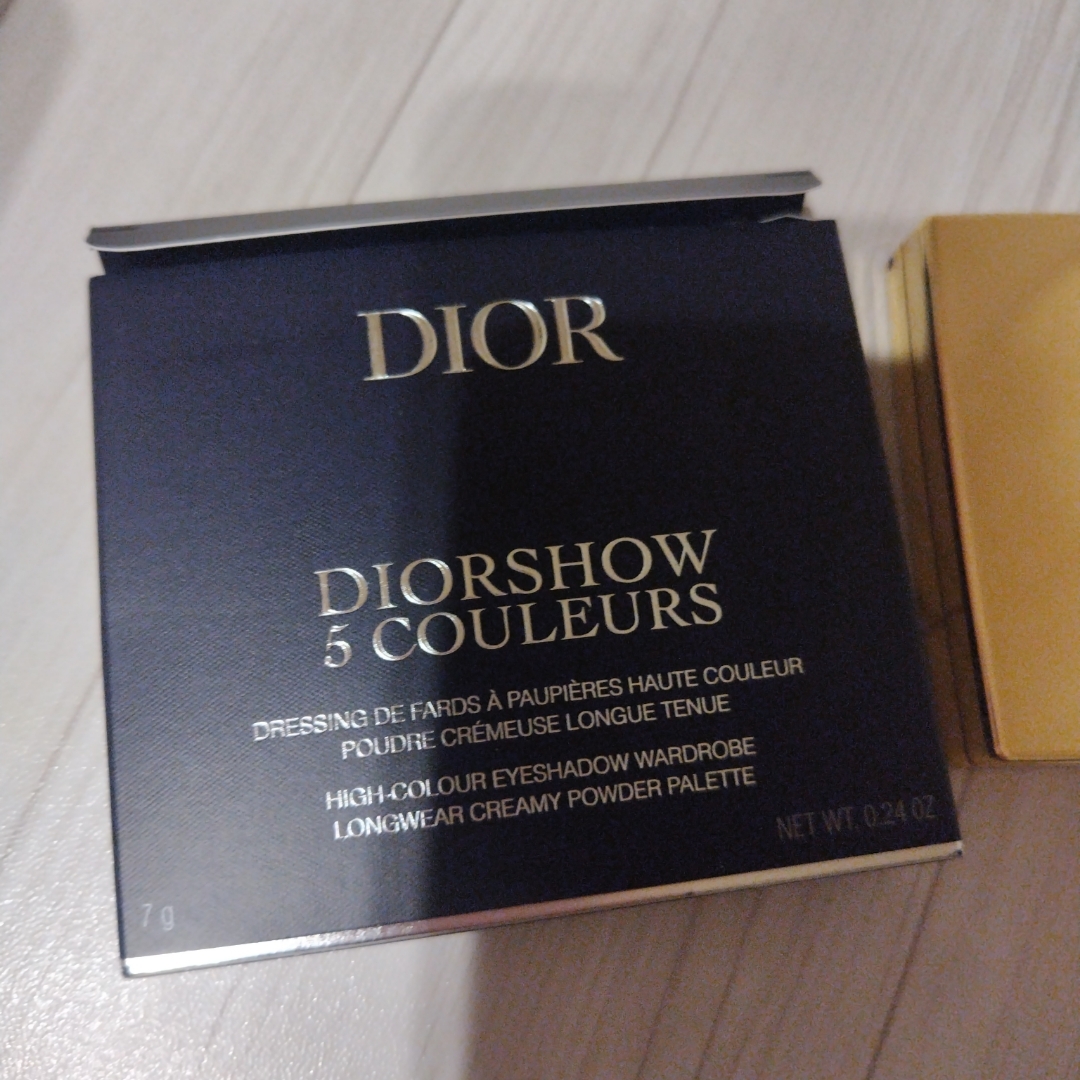 DIOR
DIORSHOW
5 COULEURS
DRESSING DE FARDS À PAUPIÈRES HAUTE COULEUR
POUDRE CRÉMEUSE LONGUE TENUE
HIGH-COLOUR EYESHADOW WARDROBE
LONGWEAR CREAMY POWDER PALETTE
NET WT. 0.24 OZ
7 g